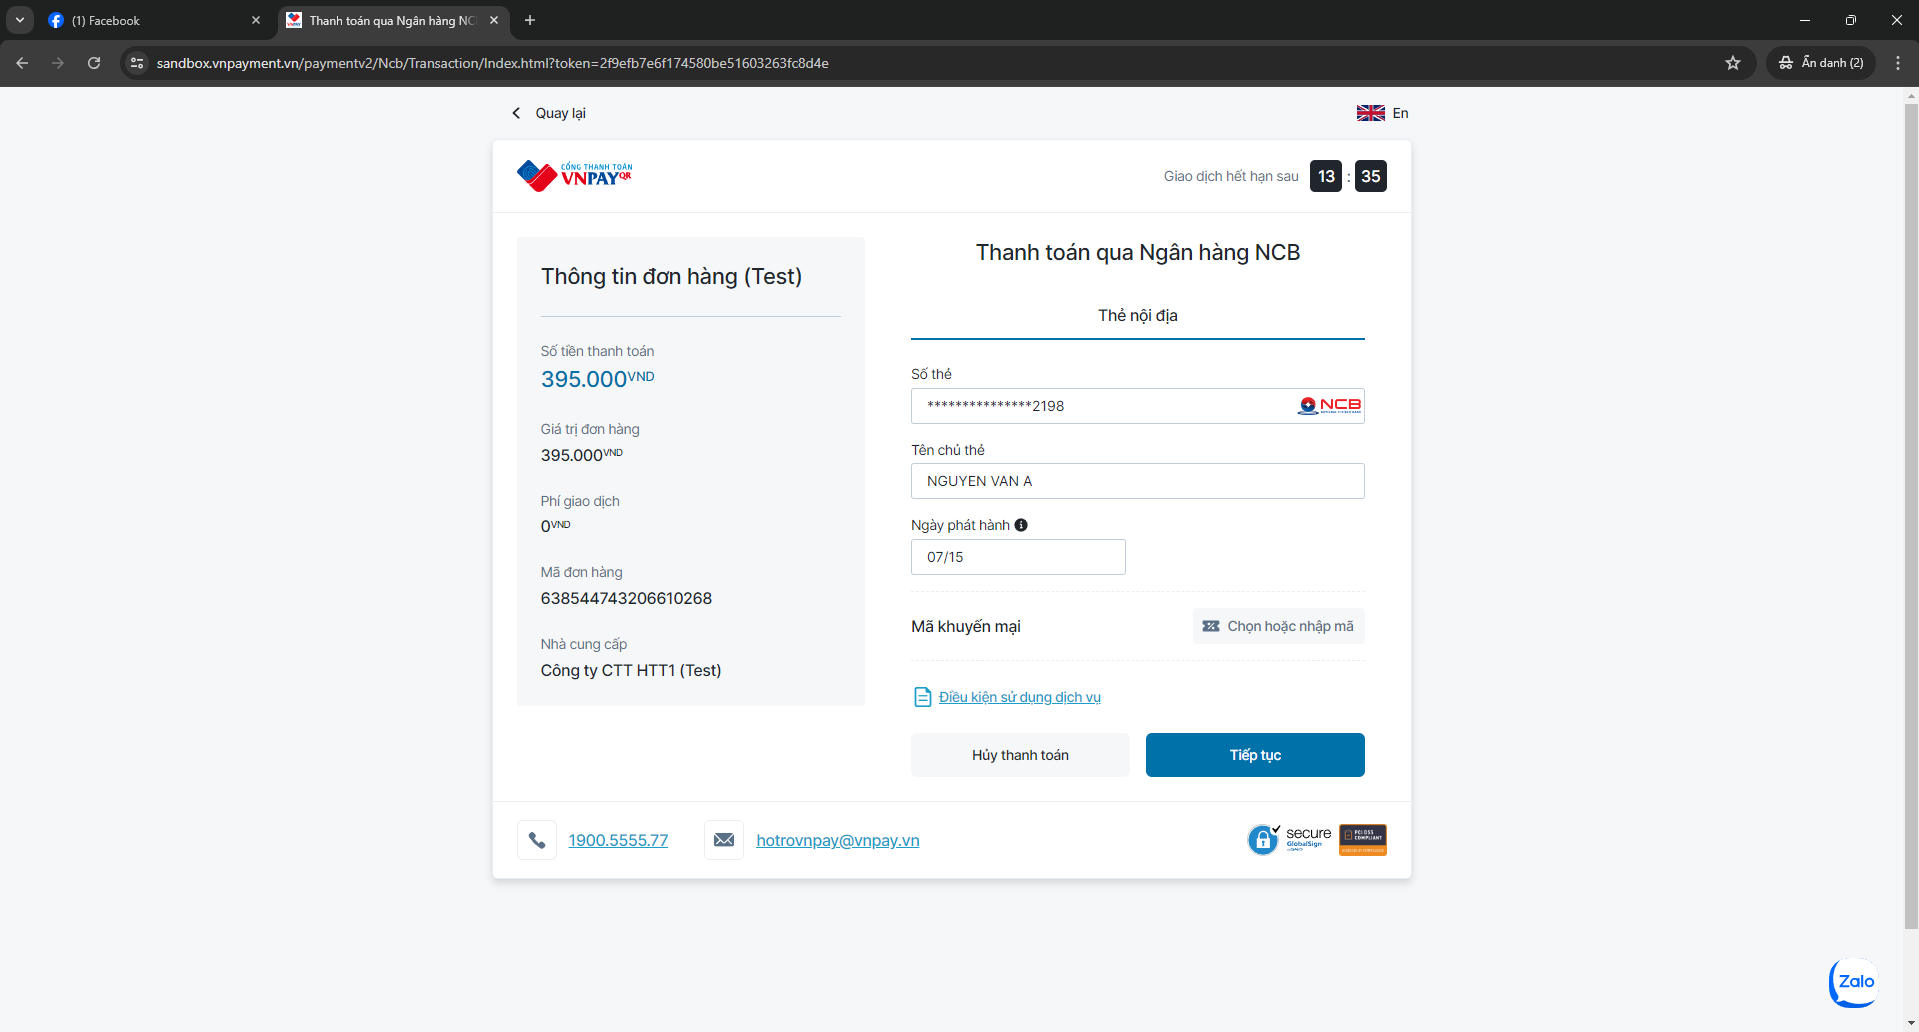 (1) Facebook
Thanh toán qua Ngân hàng NC
sandbox.vnpayment.vn/paymentv2/Ncb/Transaction/Index.html?token=2f9efb7e6f174580be51603263fc8d4e
Ẩn danh (2)
Quay lại
En
CỔNG THANH TOÁN
VNPAYQR
Giao dịch hết hạn sau 13 : 35
Thông tin đơn hàng (Test)
Số tiền thanh toán
395.000VND
Giá trị đơn hàng
395.000VND
Phí giao dịch
0VND
Mã đơn hàng
638544743206610268
Nhà cung cấp
Công ty CTT HTT1 (Test)
Thanh toán qua Ngân hàng NCB
Thẻ nội địa
Số thẻ
***************2198
NCB
Tên chủ thẻ
NGUYEN VAN A
Ngày phát hành
07/15
Mã khuyến mại
Chọn hoặc nhập mã
Điều kiện sử dụng dịch vụ
Hủy thanh toán
Tiếp tục
1900.5555.77
hotrovnpay@vnpay.vn
secure
GlobalSign
PCI DSS
COMPLIANT
Zalo